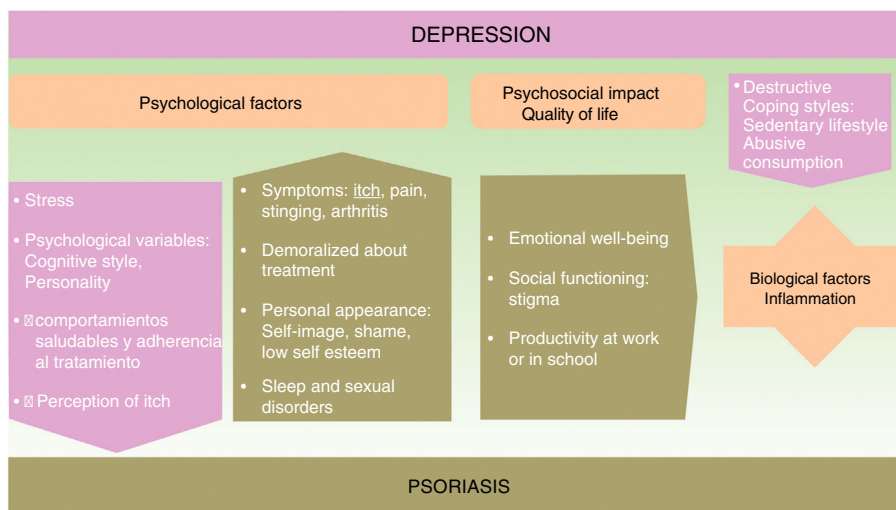 DEPRESSION
Psychological factors
• Stress
• Psychological variables:
Cognitive style,
Personality
• comportamientos
saludables y adherencia
al tratamiento
• Perception of itch
• Symptoms: itch, pain,
stinging, arthritis
• Demoralized about
treatment
• Personal appearance:
Self-image, shame,
low self esteem
• Sleep and sexual
disorders
Psychosocial impact
Quality of life
• Emotional well-being
• Social functioning:
stigma
• Productivity at work
or in school
• Destructive
Coping styles:
Sedentary lifestyle
Abusive
consumption
Biological factors
Inflammation
PSORIASIS